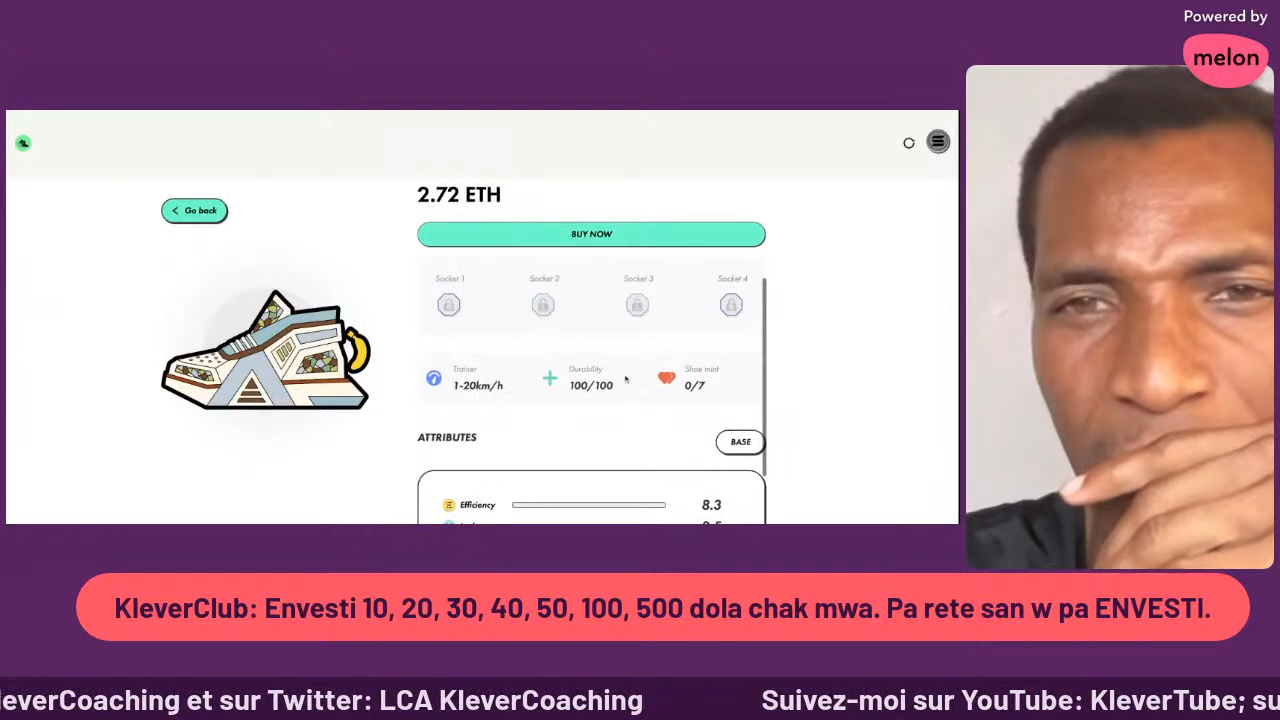 Powered by
melon
2.72 ETH
Go back
BUY NOW
Socket 1
Socket 2
Socket 3
Socket 4
Trainer
1-20km/h
Durability
100/100
Shoe mint
0/7
ATTRIBUTES
BASE
Efficiency
8.3
KleverClub: Envesti 10, 20, 30, 40, 50, 100, 500 dola chak mwa. Pa rete san w pa ENVESTI.
leverCoaching et sur Twitter: LCA KleverCoaching
Suivez-moi sur YouTube: KleverTube; su